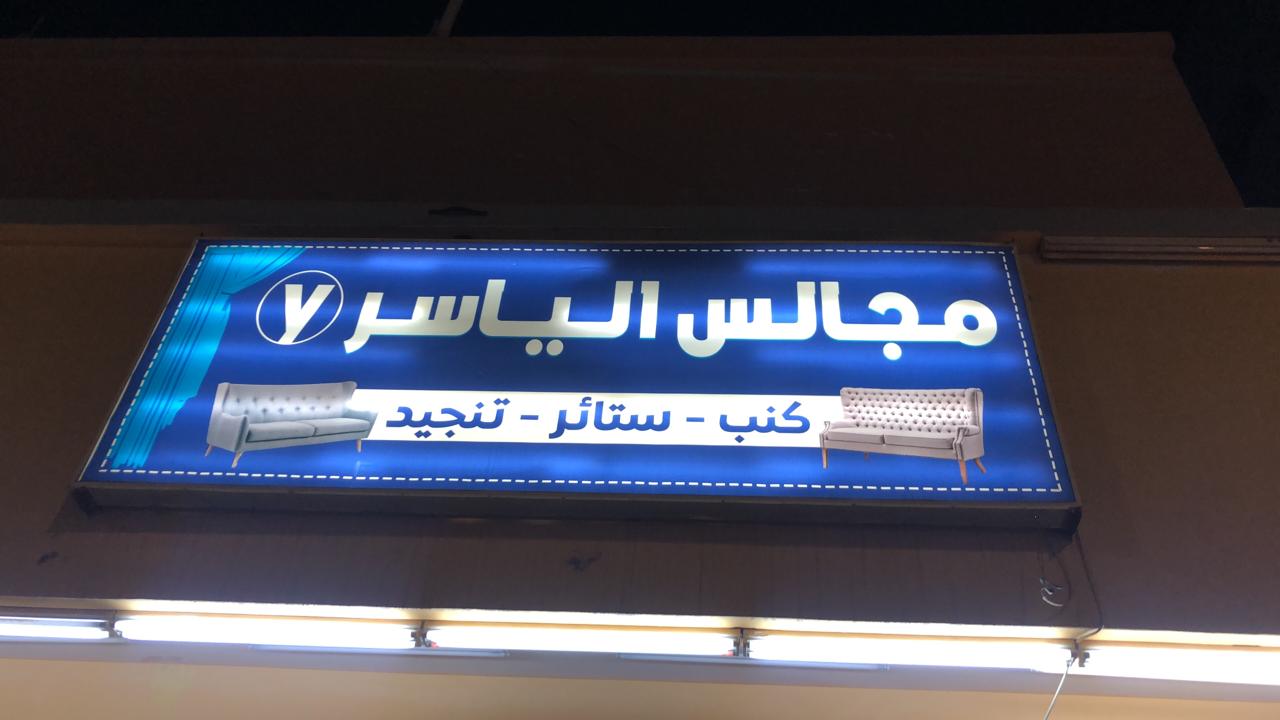 مجالس الياسر ٧
كنب - ستائر - تنجيد